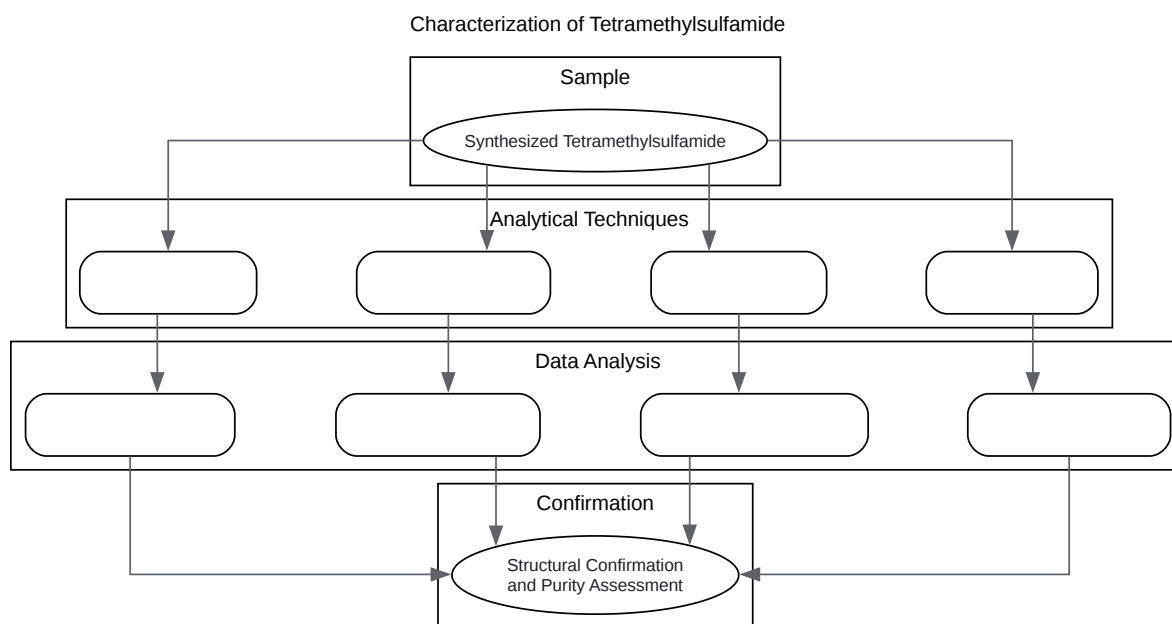 Characterization of Tetramethylsulfamide
Sample
Synthesized Tetramethylsulfamide
Analytical Techniques
Data Analysis
Confirmation
Structural Confirmation
and Purity Assessment